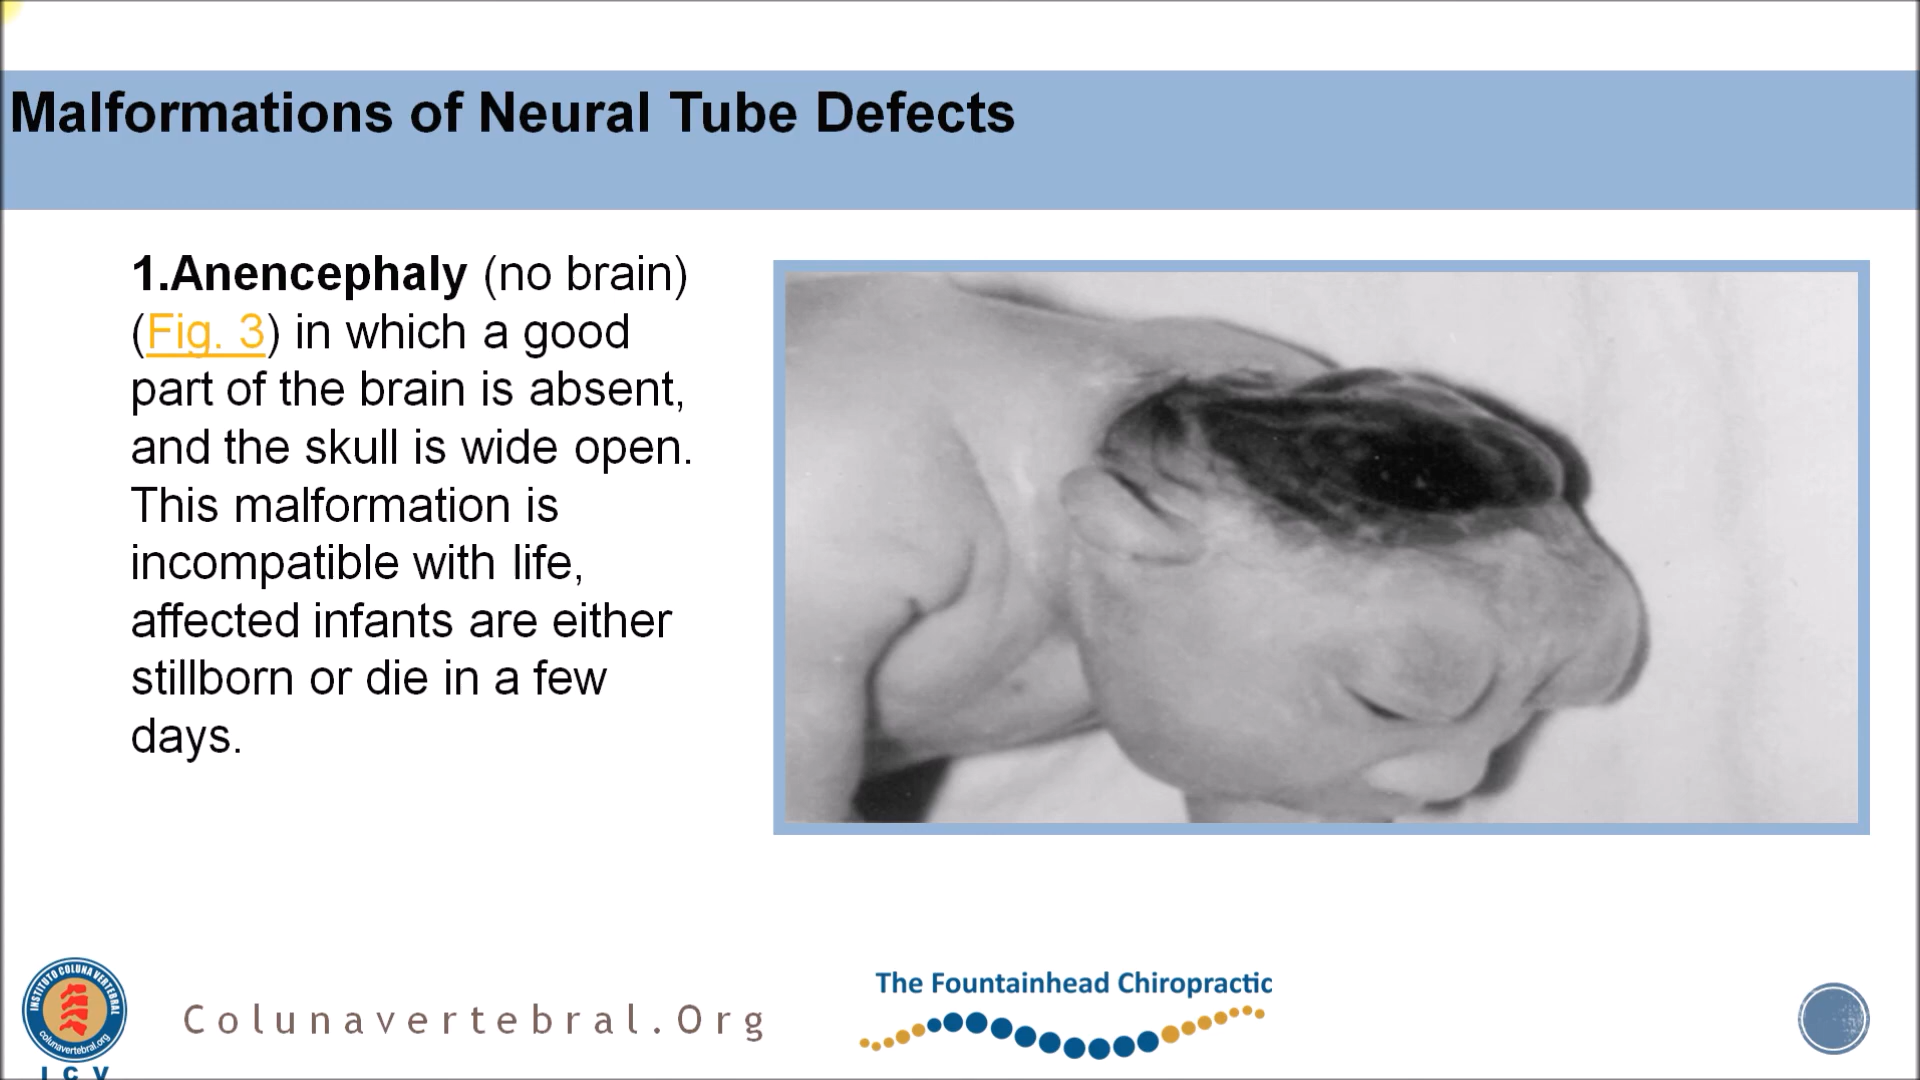 Malformations of Neural Tube Defects
1.Anencephaly (no brain)
(Fig. 3) in which a good
part of the brain is absent,
and the skull is wide open.
This malformation is
incompatible with life,
affected infants are either
stillborn or die in a few
days.
INSTITUTO COLUNA VERTEBRAL
colunavertebral.org
I C V
Colunavertebral.Org
The Fountainhead Chiropractic